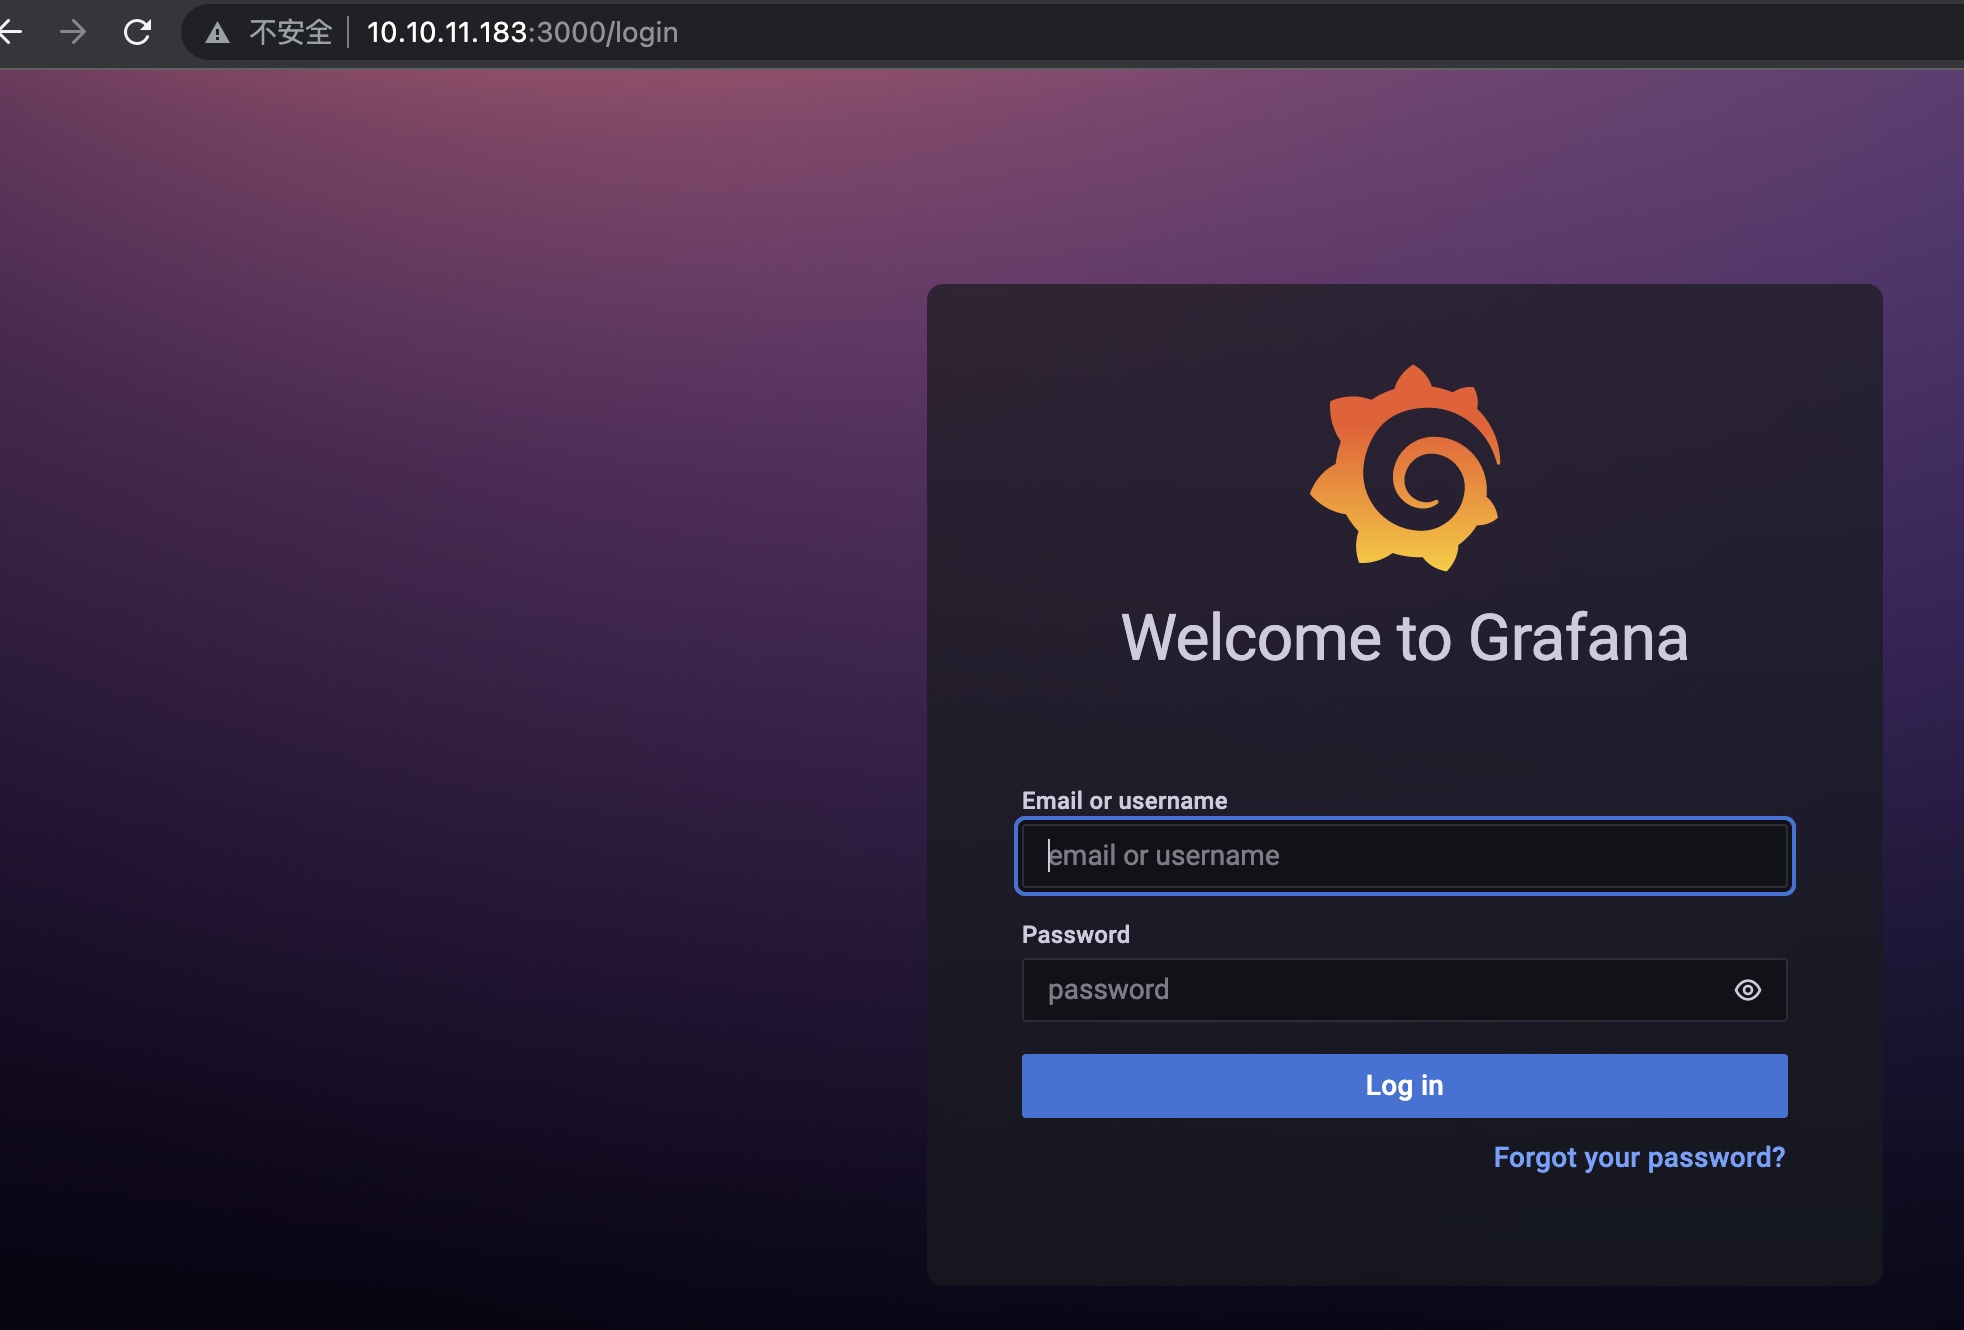 不安全 | 10.10.11.183:3000/login
Welcome to Grafana
Email or username
email or username
Password
password
Log in
Forgot your password?